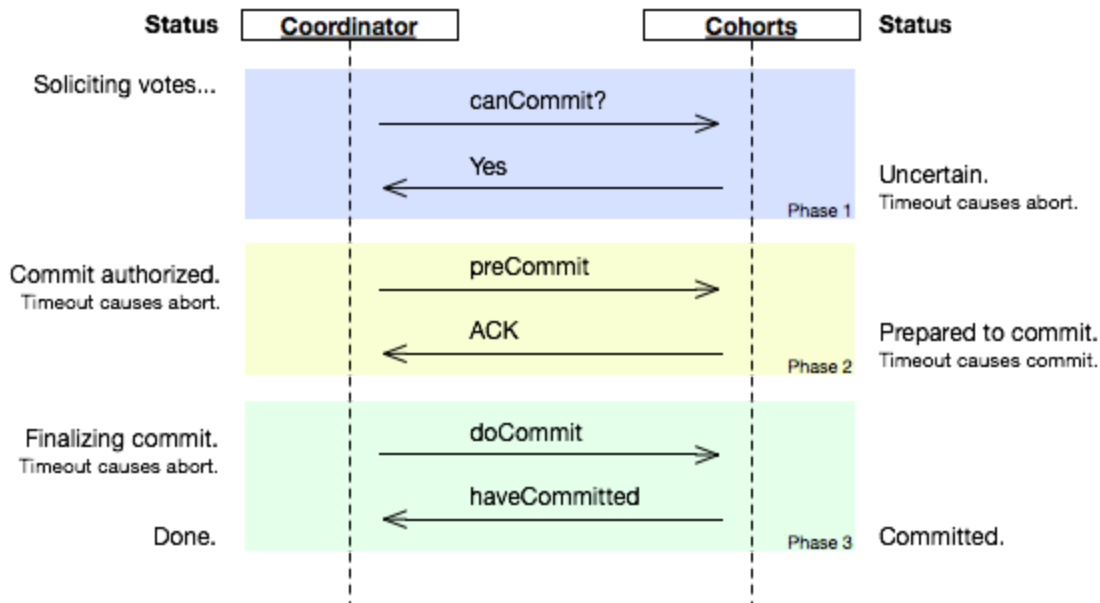 Status Coordinator Cohorts Status
Soliciting votes...
canCommit?
Yes
Uncertain.
Timeout causes abort.
Phase 1
preCommit
Commit authorized.
Timeout causes abort.
ACK
Prepared to commit.
Timeout causes commit.
Phase 2
doCommit
Finalizing commit.
Timeout causes abort.
haveCommitted
Done.
Committed.
Phase 3